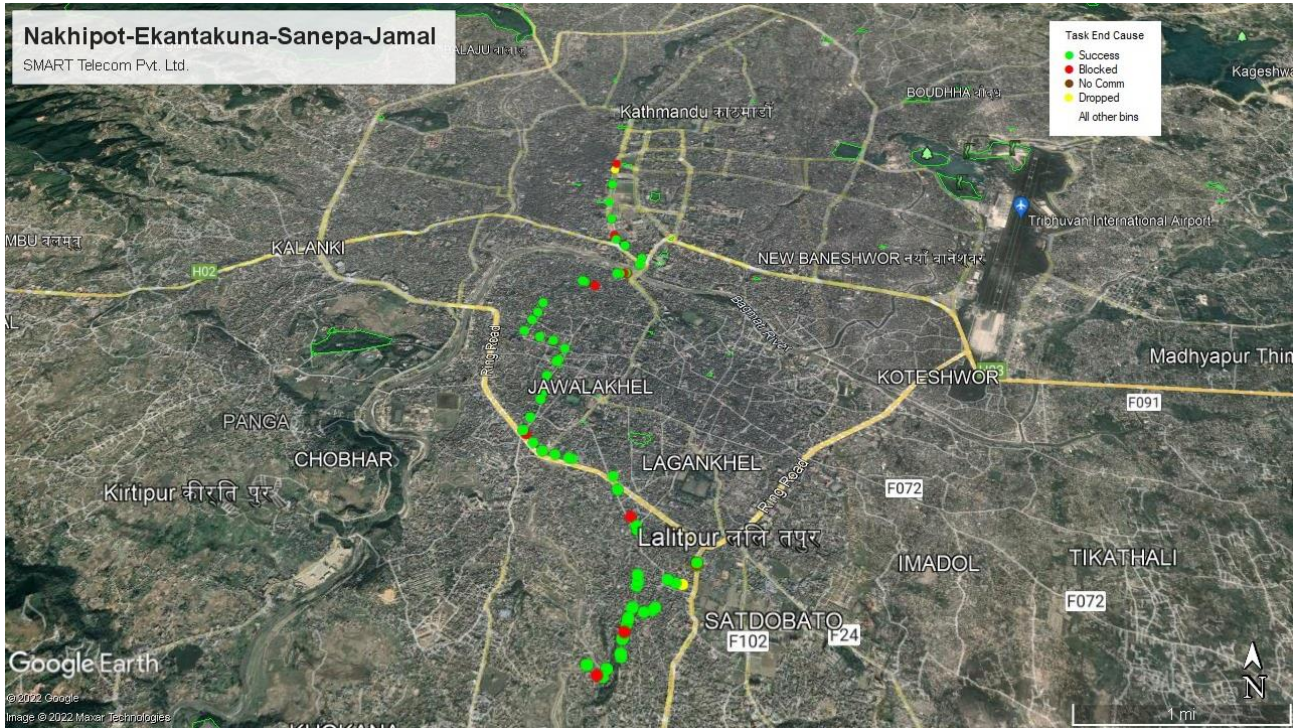 Nakhipot-Ekantakuna-Sanepa-Jamal
SMART Telecom Pvt. Ltd.
Task End Cause
Success
Blocked
No Comm
Dropped
All other bins
Kageshwa
BOUDHHA बौद्ध
Kathmandu काठमाडौं
Tribhuvan International Airport
KALANKI
H02
NEW BANESHWOR नयाँ बानेश्वर
Bagmati River
Ring Road
Madhyapur Thim
H03
KOTESHWOR
JAWALAKHEL
F091
PANGA
CHOBHAR
LAGANKHEL
Kirtipur कीर्ति पुर
Ring Road
F072
Lalitpur ललि तपुर
IMADOL
TIKATHALI
F072
SATDOBATO
F102
F24
Google Earth
© 2022 Google
Image © 2022 Maxar Technologies
KHOKANA
N
1 mi